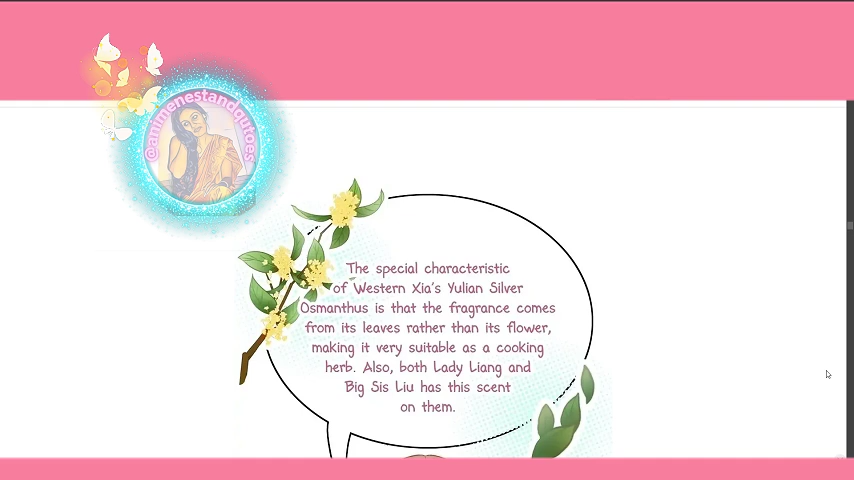 @animenestandqutoes
The special characteristic
of Western Xia's Yulian Silver
Osmanthus is that the fragrance comes
from its leaves rather than its flower,
making it very suitable as a cooking
herb. Also, both Lady Liang and
Big Sis Liu has this scent
on them.